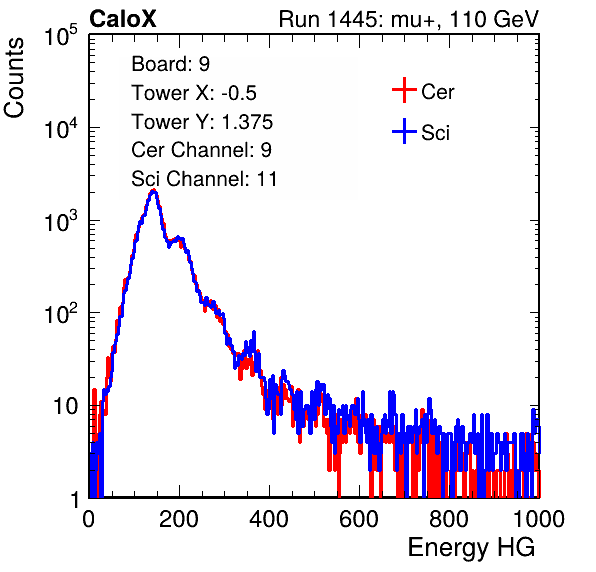 CaloX Run 1445: mu+, 110 GeV
Counts
Board: 9
Tower X: -0.5
Tower Y: 1.375
Cer Channel: 9
Sci Channel: 11
Cer
Sci
10^5
10^4
10^3
10^2
10
1
0 200 400 600 800 1000
Energy HG